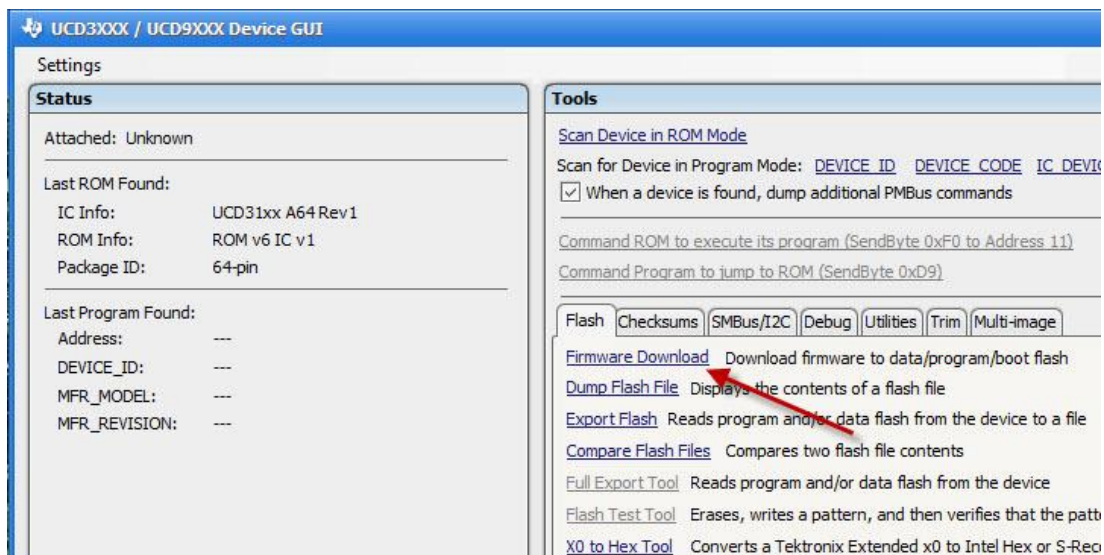 UCD3XXX / UCD9XXX Device GUI
Settings
Status
Attached: Unknown
Last ROM Found:
IC Info: UCD31xx A64 Rev1
ROM Info: ROM v6 IC v1
Package ID: 64-pin
Last Program Found:
Address: ---
DEVICE_ID: ---
MFR_MODEL: ---
MFR_REVISION: ---
Tools
Scan Device in ROM Mode
Scan for Device in Program Mode: DEVICE_ID DEVICE_CODE IC_DEVIC
When a device is found, dump additional PMBus commands
Command ROM to execute its program (SendByte 0xF0 to Address 11)
Command Program to jump to ROM (SendByte 0xD9)
Flash Checksums SMBus/I2C Debug Utilities Trim Multi-image
Firmware Download Download firmware to data/program/boot flash
Dump Flash File Displays the contents of a flash file
Export Flash Reads program and/or data flash from the device to a file
Compare Flash Files Compares two flash file contents
Full Export Tool Reads program and/or data flash from the device
Flash Test Tool Erases, writes a pattern, and then verifies that the patte
X0 to Hex Tool Converts a Tektronix Extended x0 to Intel Hex or S-Reco